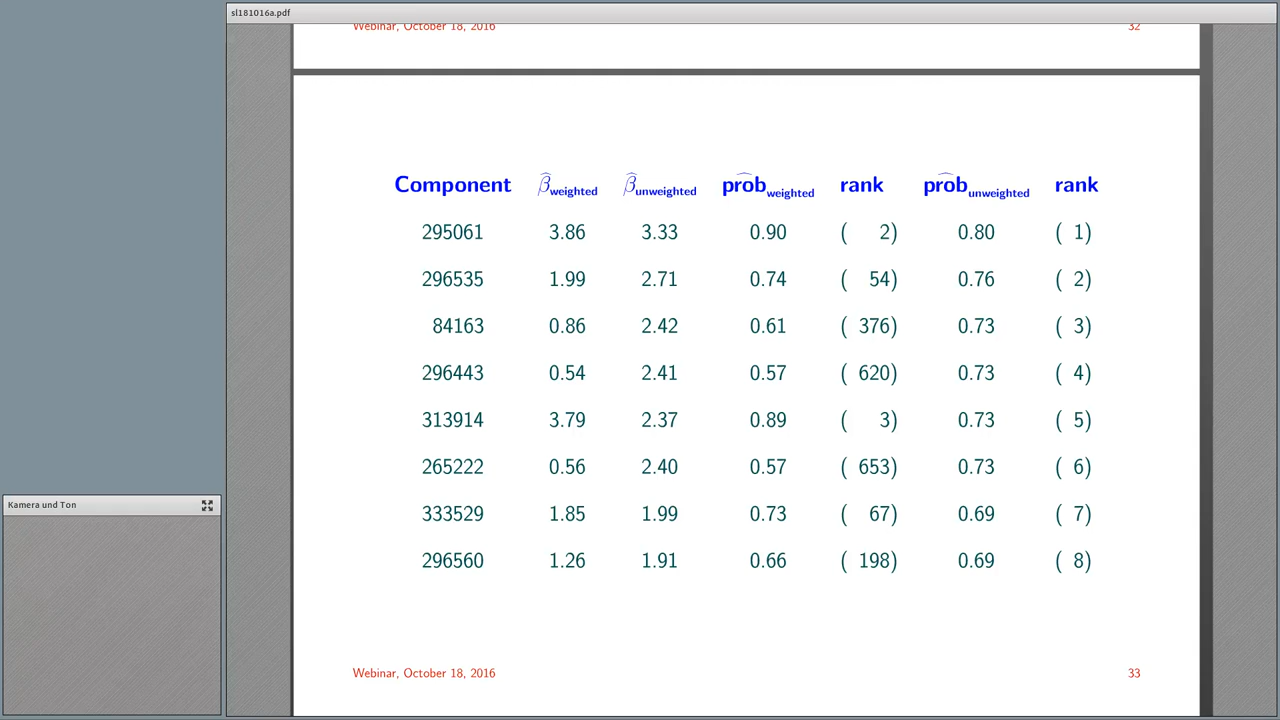 sl181016a.pdf
Webinar, October 18, 2016 32
Component β̂weighted β̂unweighted prob̂weighted rank prob̂unweighted rank
295061 3.86 3.33 0.90 ( 2) 0.80 ( 1)
296535 1.99 2.71 0.74 ( 54) 0.76 ( 2)
84163 0.86 2.42 0.61 ( 376) 0.73 ( 3)
296443 0.54 2.41 0.57 ( 620) 0.73 ( 4)
313914 3.79 2.37 0.89 ( 3) 0.73 ( 5)
265222 0.56 2.40 0.57 ( 653) 0.73 ( 6)
333529 1.85 1.99 0.73 ( 67) 0.69 ( 7)
296560 1.26 1.91 0.66 ( 198) 0.69 ( 8)
Kamera und Ton
Webinar, October 18, 2016 33